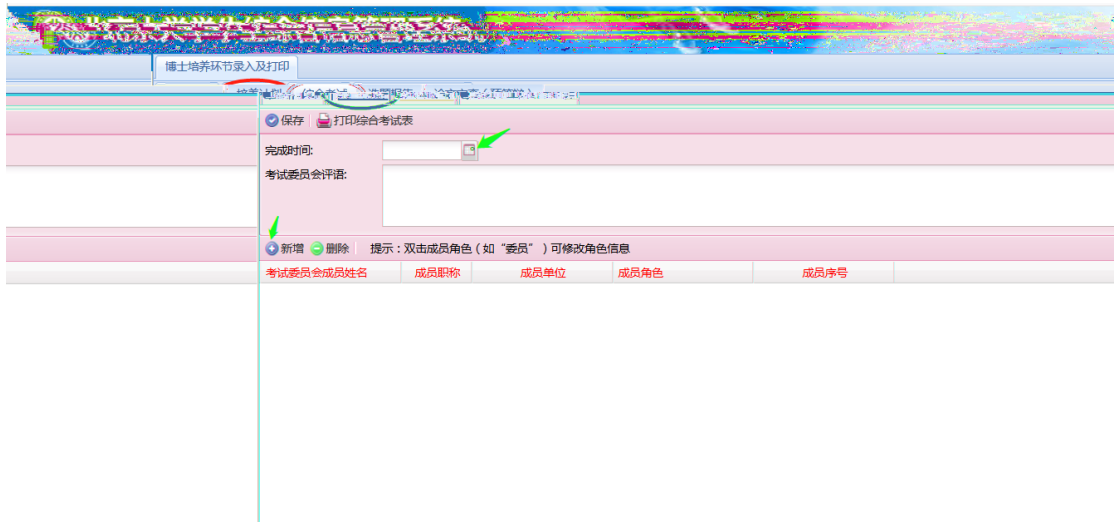 博士培养环节录入及打印
保存 打印综合考试表
完成时间:
考试委员会评语:
新增 删除 提示：双击成员角色（如“委员”）可修改角色信息
考试委员会成员姓名 成员职称 成员单位 成员角色 成员序号